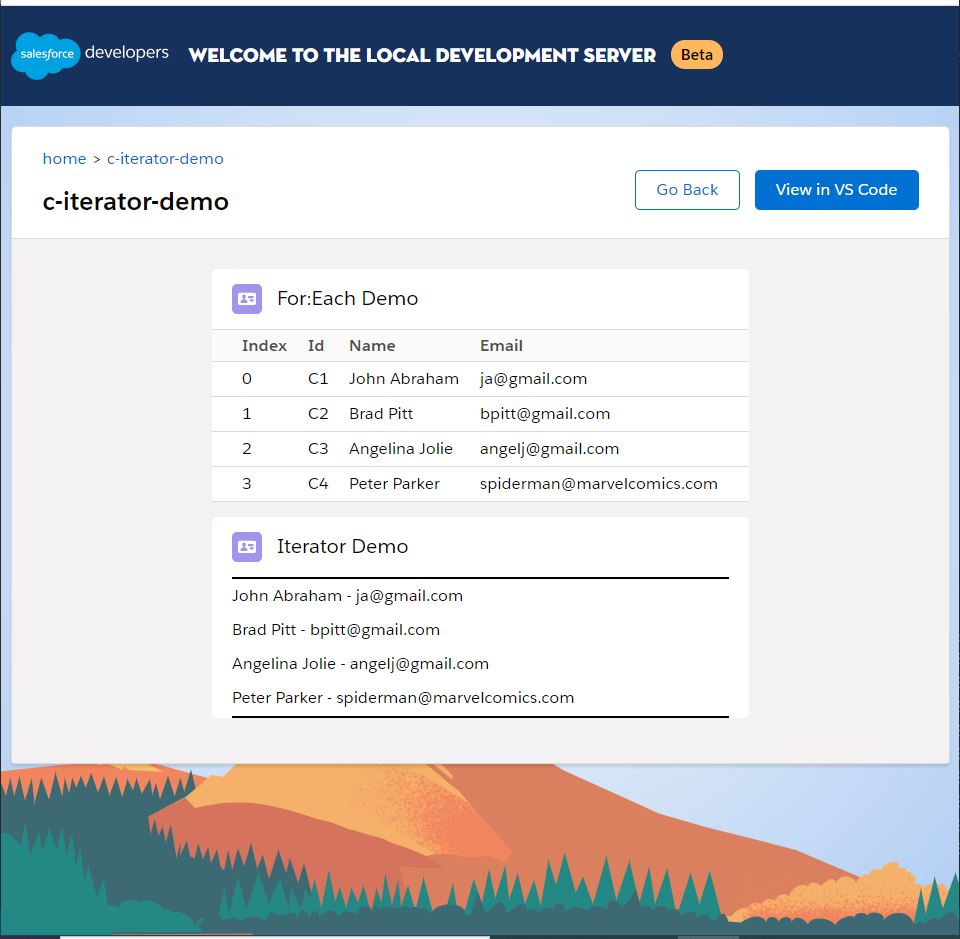 salesforce developers WELCOME TO THE LOCAL DEVELOPMENT SERVER Beta
home > c-iterator-demo
c-iterator-demo
Go Back View in VS Code
For:Each Demo
Index Id Name Email
0 C1 John Abraham ja@gmail.com
1 C2 Brad Pitt bpitt@gmail.com
2 C3 Angelina Jolie angelj@gmail.com
3 C4 Peter Parker spiderman@marvelcomics.com
Iterator Demo
John Abraham - ja@gmail.com
Brad Pitt - bpitt@gmail.com
Angelina Jolie - angelj@gmail.com
Peter Parker - spiderman@marvelcomics.com